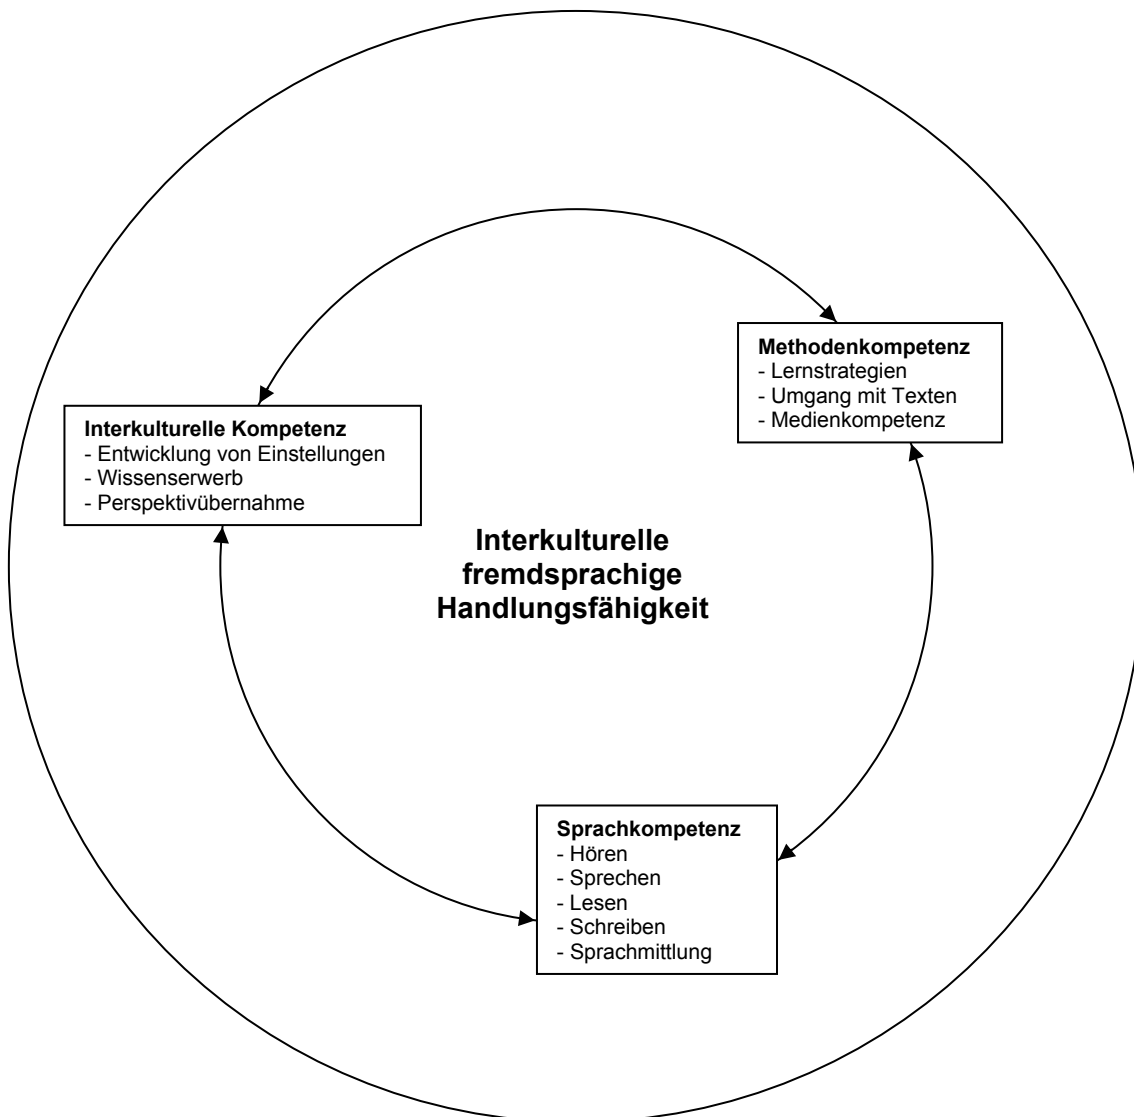 Methodenkompetenz
- Lernstrategien
- Umgang mit Texten
- Medienkompetenz
Interkulturelle Kompetenz
- Entwicklung von Einstellungen
- Wissenserwerb
- Perspektivübernahme
Interkulturelle
fremdsprachige
Handlungsfähigkeit
Sprachkompetenz
- Hören
- Sprechen
- Lesen
- Schreiben
- Sprachmittlung